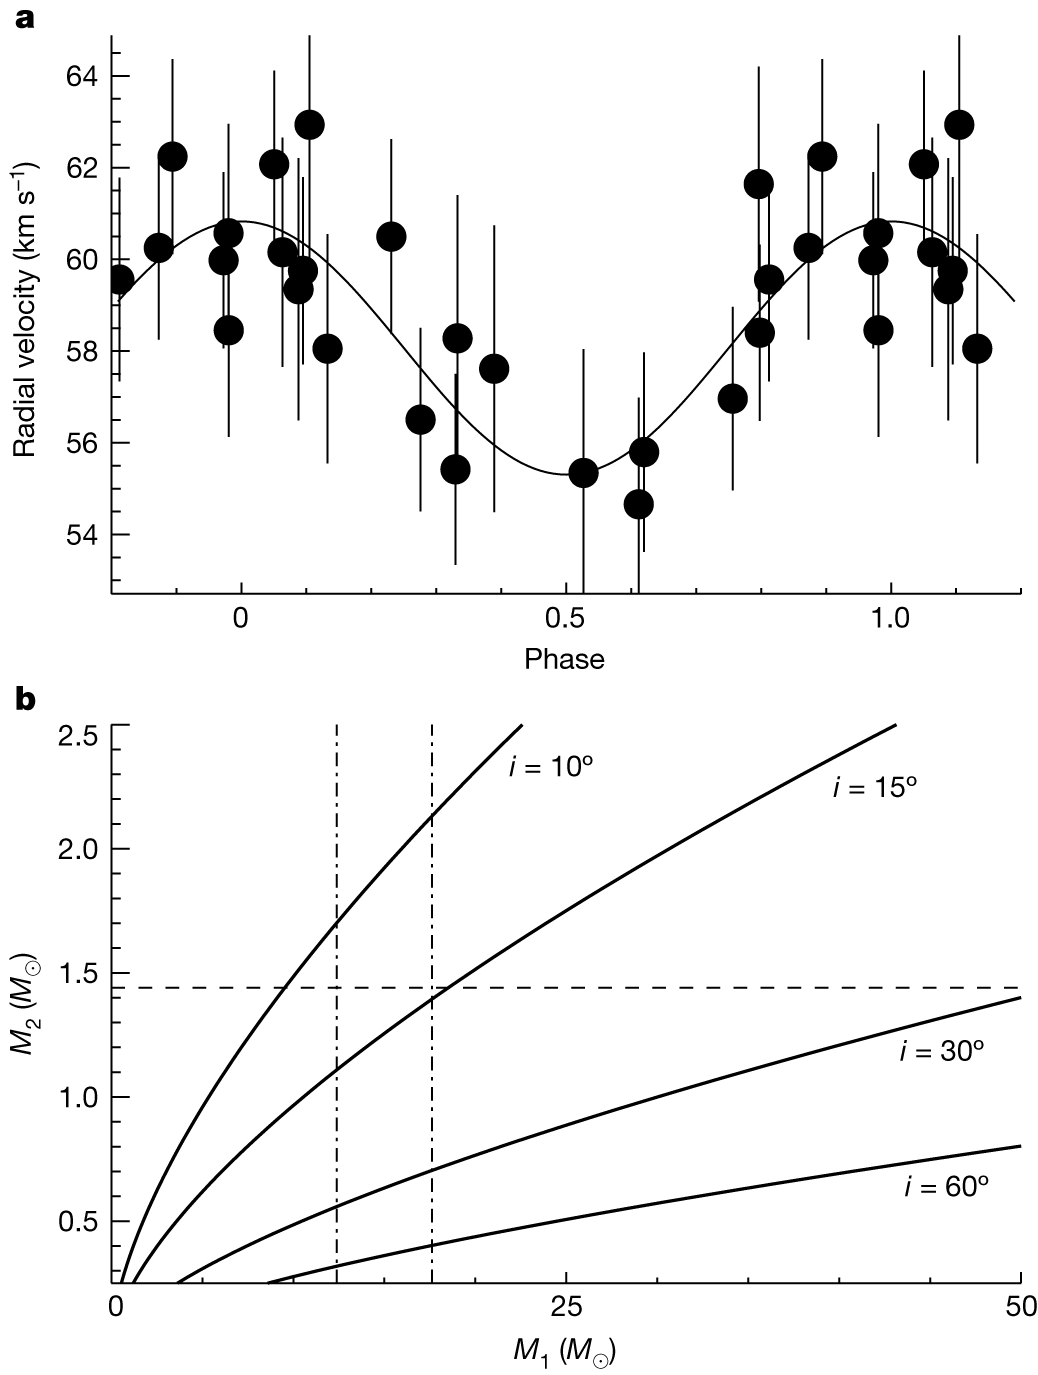 a
64
62
60
58
56
54
Radial velocity (km s⁻¹)
0 0.5 1.0
Phase
b
2.5
2.0
1.5
1.0
0.5
M₂ (M☉)
i = 10º
i = 15º
i = 30º
i = 60º
0 25 50
M₁ (M☉)